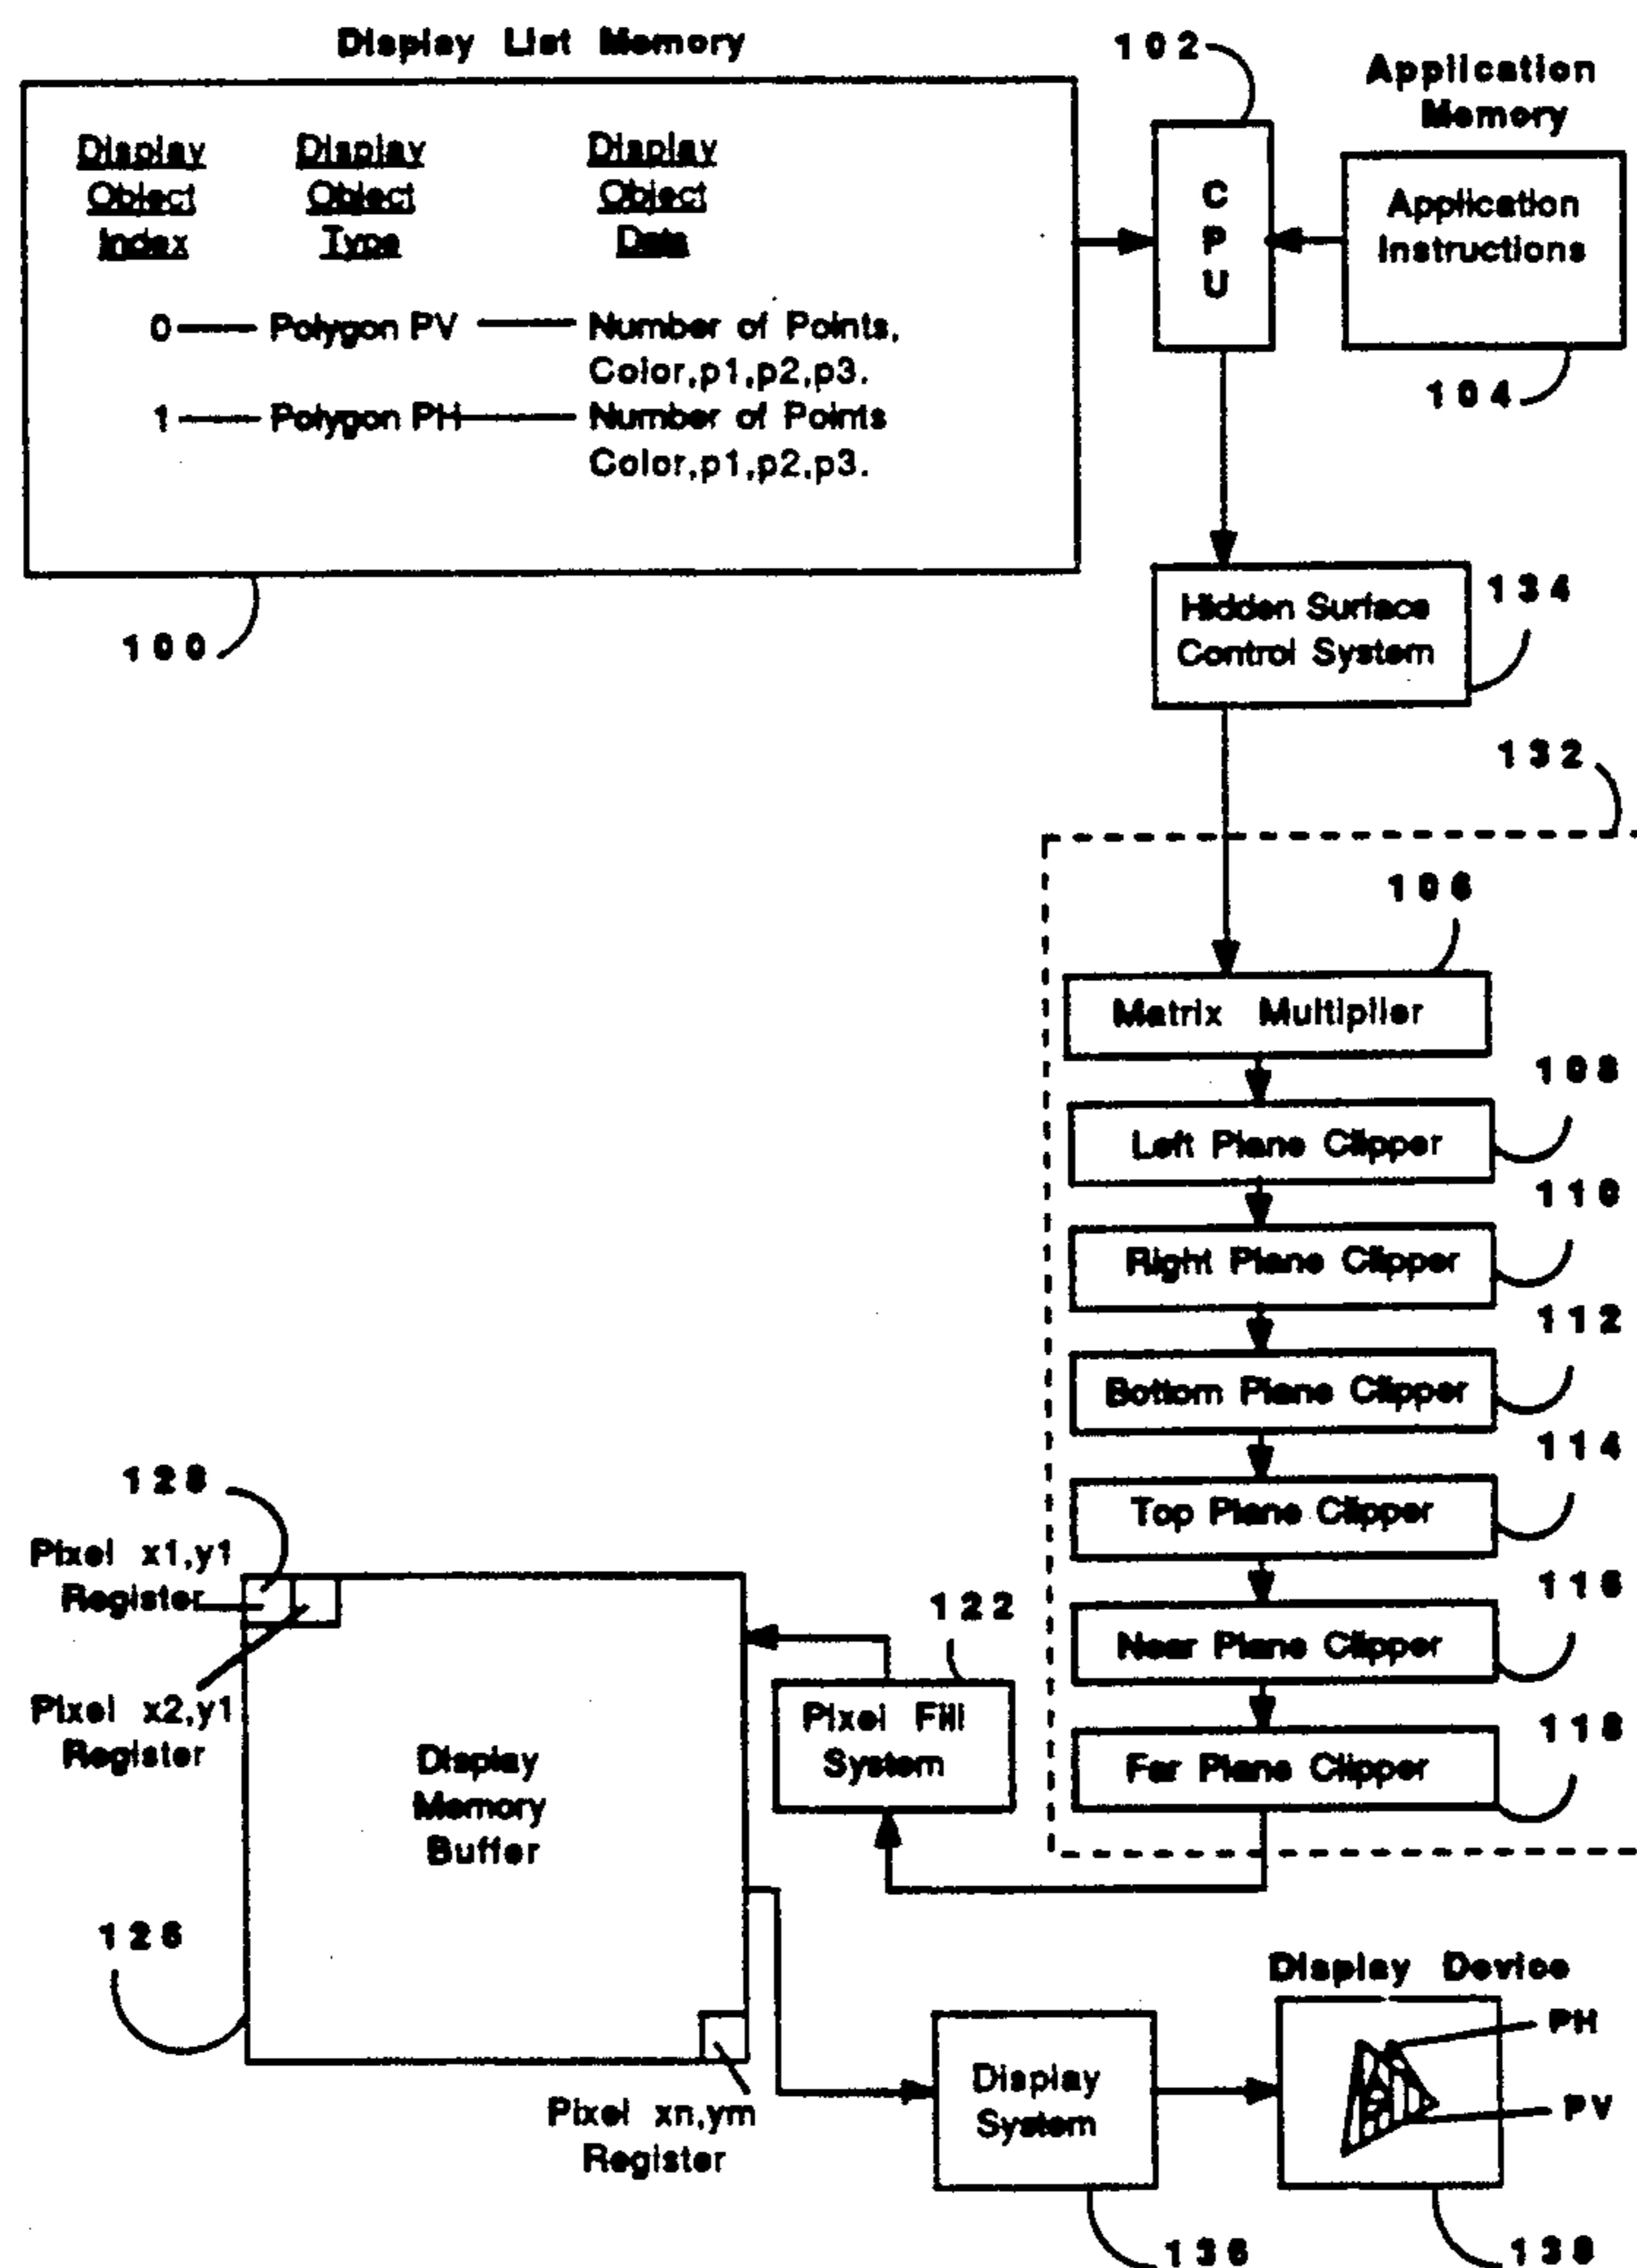 Display List Memory
102
Application
Memory
Display
Object
Index
Display
Object
Type
Display
Object
Data
0
Polygon PV
Number of Points,
Color,p1,p2,p3.
1
Polygon PH
Number of Points
Color,p1,p2,p3.
C
P
U
Application
Instructions
104
100
Hidden Surface
Control System
134
132
106
Matrix Multiplier
108
Left Plane Clipper
110
Right Plane Clipper
112
Bottom Plane Clipper
114
Top Plane Clipper
116
Near Plane Clipper
118
Far Plane Clipper
128
Pixel x1,y1
Register
Pixel x2,y1
Register
122
Pixel Fill
System
Display
Memory
Buffer
126
Pixel xn,ym
Register
Display
System
136
Display Device
PH
PV
138